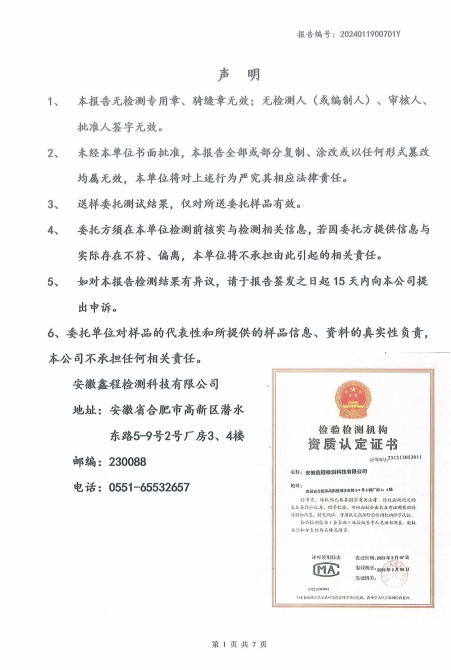 报告编号：2024011900701Y
声 明
1、 本报告无检测专用章、骑缝章无效；无检测人（或编制人）、审核人、
批准人签字无效。
2、 未经本单位书面批准，本报告全部或部分复制、涂改或以任何形式篡改
均属无效，本单位将对上述行为严究其相应法律责任。
3、 送样委托测试结果，仅对所送委托样品有效。
4、 委托方须在本单位检测前核实与检测相关信息，若因委托方提供信息与
实际存在不符、偏离，本单位将不承担由此引起的相关责任。
5、 如对本报告检测结果有异议，请于报告签发之日起 15 天内向本公司提
出申诉。
6、委托单位对样品的代表性和所提供的样品信息、资料的真实性负责，
本公司不承担任何相关责任。
安徽鑫程检测科技有限公司
地址：安徽省合肥市高新区潜水
东路5-9号2号厂房3、4楼
邮编：230088
电话：0551-65532657
检验检测机构
资质认定证书
名称：安徽鑫程检测科技有限公司
许可使用标志
MA
第 1 页 共 7 页